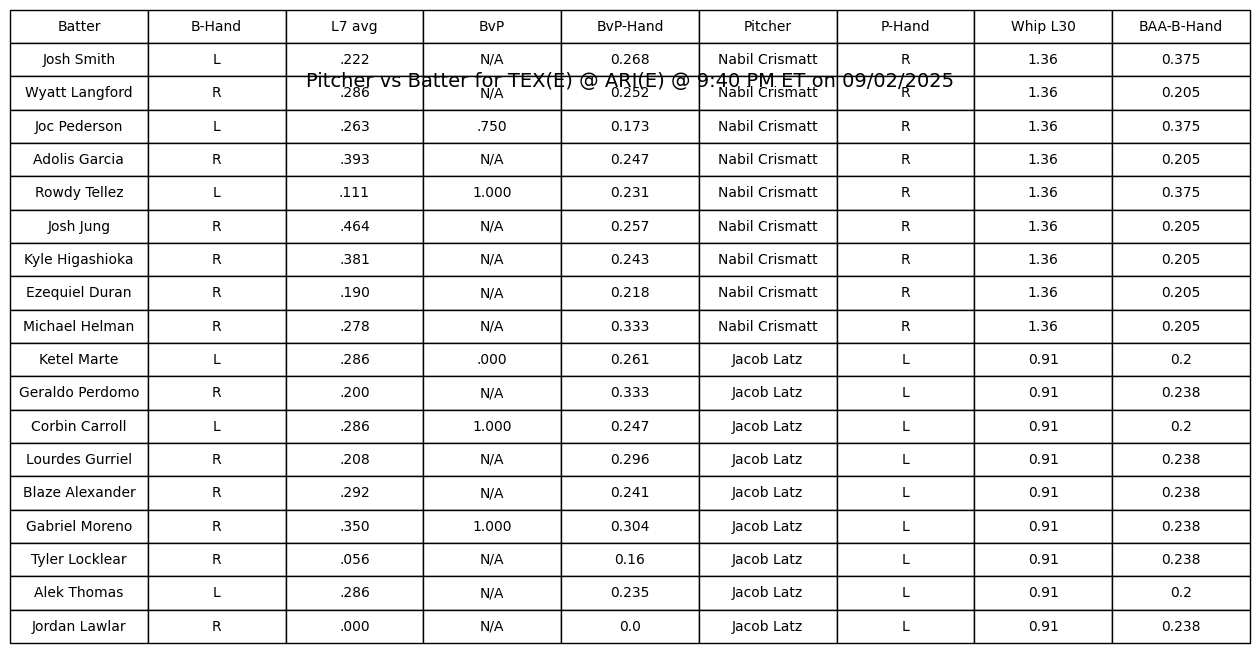 Batter B-Hand L7 avg BvP BvP-Hand Pitcher P-Hand Whip L30 BAA-B-Hand
Josh Smith L .222 N/A 0.268 Nabil Crismatt R 1.36 0.375
Pitcher vs Batter for TEX(E) @ ARI(E) @ 9:40 PM ET on 09/02/2025
Wyatt Langford R .286 N/A 0.252 Nabil Crismatt R 1.36 0.205
Joc Pederson L .263 .750 0.173 Nabil Crismatt R 1.36 0.375
Adolis Garcia R .393 N/A 0.247 Nabil Crismatt R 1.36 0.205
Rowdy Tellez L .111 1.000 0.231 Nabil Crismatt R 1.36 0.375
Josh Jung R .464 N/A 0.257 Nabil Crismatt R 1.36 0.205
Kyle Higashioka R .381 N/A 0.243 Nabil Crismatt R 1.36 0.205
Ezequiel Duran R .190 N/A 0.218 Nabil Crismatt R 1.36 0.205
Michael Helman R .278 N/A 0.333 Nabil Crismatt R 1.36 0.205
Ketel Marte L .286 .000 0.261 Jacob Latz L 0.91 0.2
Geraldo Perdomo R .200 N/A 0.333 Jacob Latz L 0.91 0.238
Corbin Carroll L .286 1.000 0.247 Jacob Latz L 0.91 0.2
Lourdes Gurriel R .208 N/A 0.296 Jacob Latz L 0.91 0.238
Blaze Alexander R .292 N/A 0.241 Jacob Latz L 0.91 0.238
Gabriel Moreno R .350 1.000 0.304 Jacob Latz L 0.91 0.238
Tyler Locklear R .056 N/A 0.16 Jacob Latz L 0.91 0.238
Alek Thomas L .286 N/A 0.235 Jacob Latz L 0.91 0.2
Jordan Lawlar R .000 N/A 0.0 Jacob Latz L 0.91 0.238